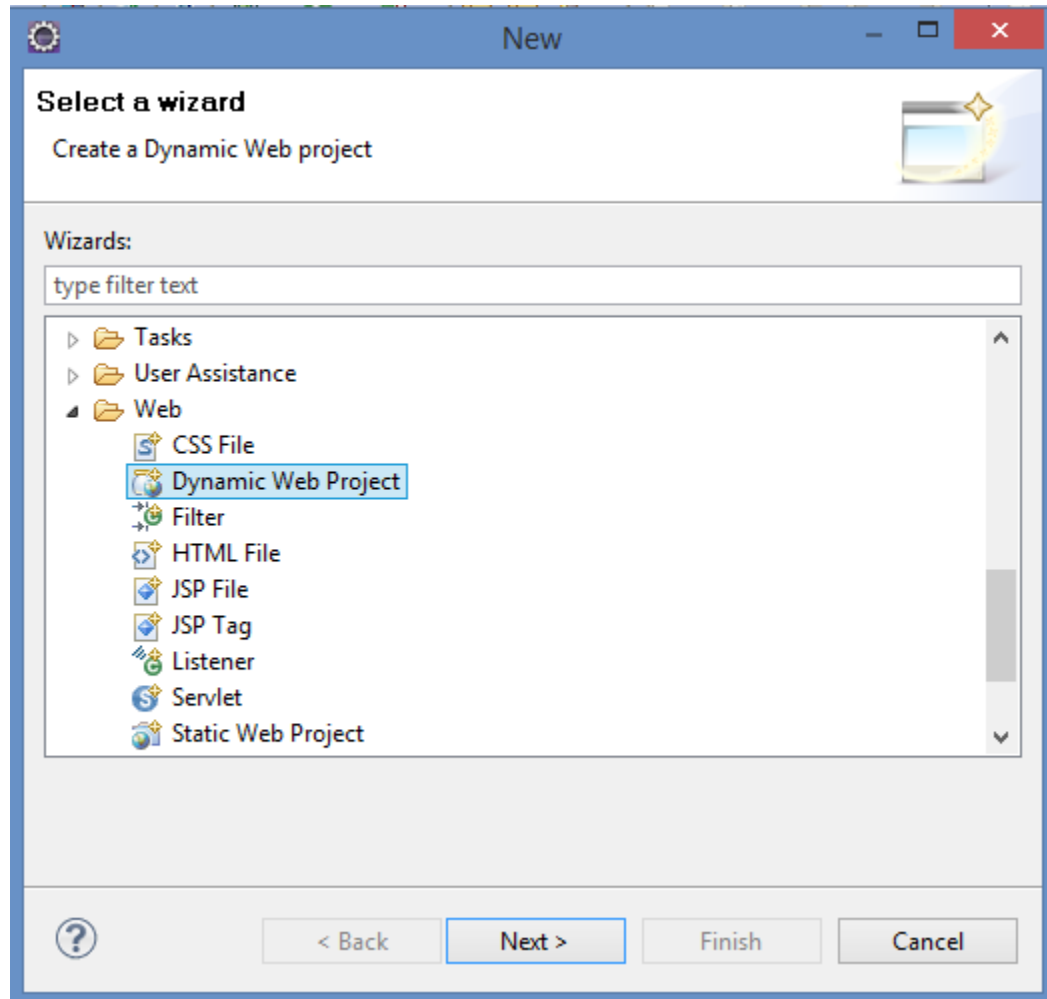 New
Select a wizard
Create a Dynamic Web project
Wizards:
type filter text
Tasks
User Assistance
Web
CSS File
Dynamic Web Project
Filter
HTML File
JSP File
JSP Tag
Listener
Servlet
Static Web Project
< Back Next > Finish Cancel